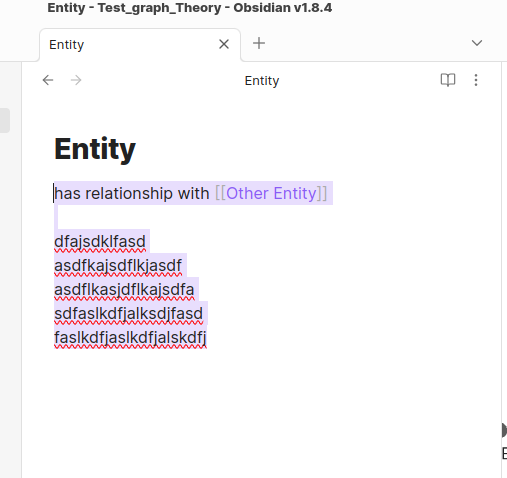 Entity - Test_graph_Theory - Obsidian v1.8.4
Entity
Entity
Entity
has relationship with [[Other Entity]]
dfajsdklfasd
asdfkajsdflkjasdf
asdflkasjdflkajsdfa
sdfaslkdfjalksdjfasd
faslkdfjaslkdfjalskdfj